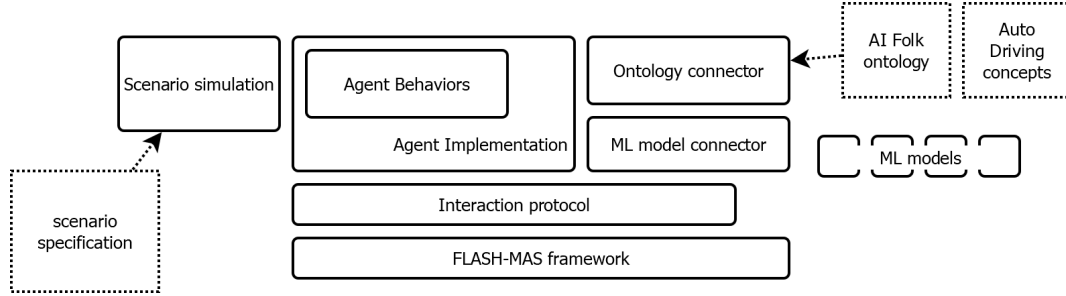 AI Folk
ontology
Auto
Driving
concepts
Scenario simulation
Agent Behaviors
Ontology connector
Agent Implementation
ML model connector
ML models
scenario
specification
Interaction protocol
FLASH-MAS framework